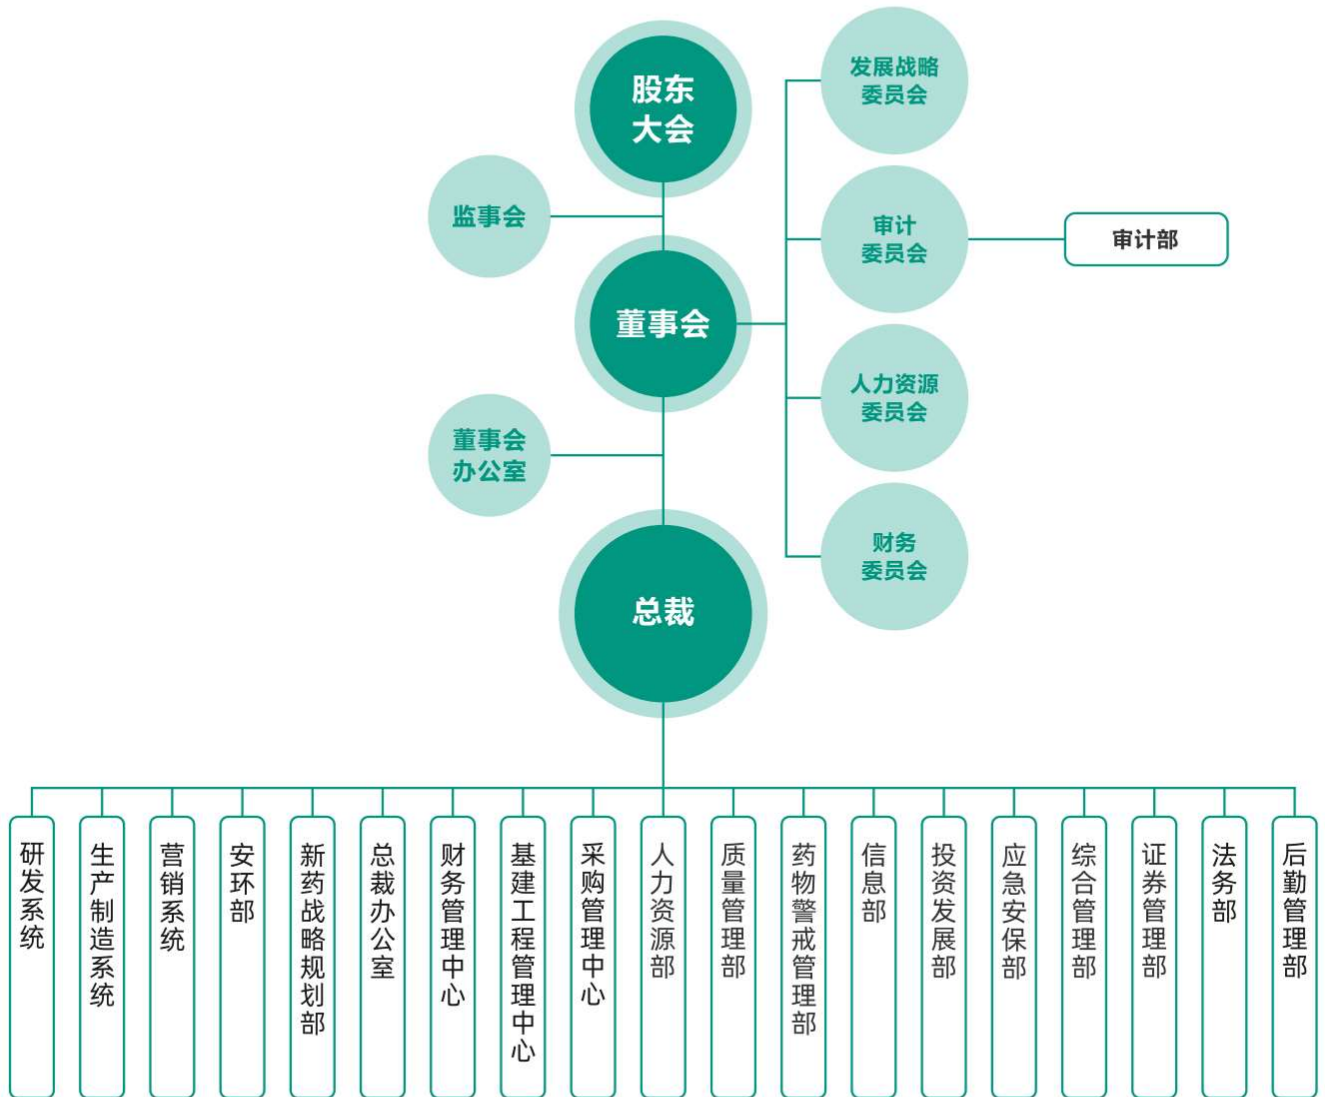 股东
大会
监事会
董事会
发展战略
委员会
审计
委员会
审计部
人力资源
委员会
财务
委员会
董事会
办公室
总裁
研发系统
生产制造系统
营销系统
安环部
新药战略规划部
总裁办公室
财务管理中心
基建工程管理中心
采购管理中心
人力资源部
质量管理部
药物警戒管理部
信息部
投资发展部
应急安保部
综合管理部
证券管理部
法务部
后勤管理部